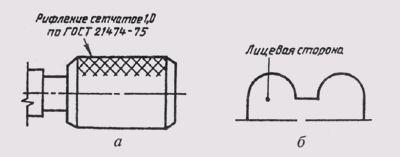 Рифление сетчатое 1,0
по ГОСТ 21474-75
Лицевая сторона
а
б